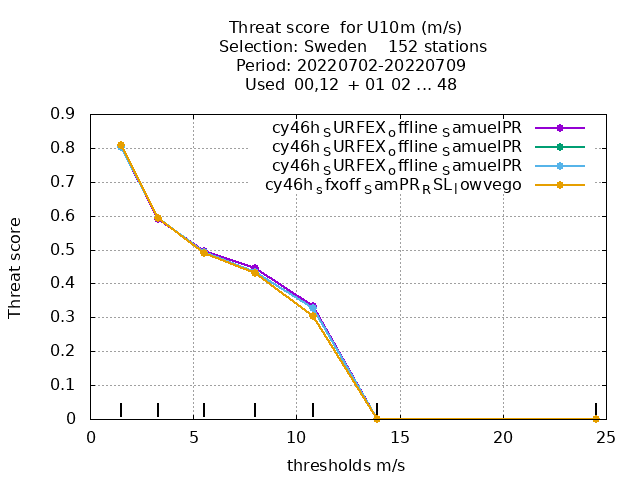 Threat score for U10m (m/s)
Selection: Sweden 152 stations
Period: 20220702-20220709
Used 00,12 + 01 02 ... 48
cy46h_SURFEX_offline_SamuelPR
cy46h_SURFEX_offline_SamuelPR
cy46h_SURFEX_offline_SamuelPR
cy46h_sfxoff_SamPR_RSL_lowvego
Threat score
0.9
0.8
0.7
0.6
0.5
0.4
0.3
0.2
0.1
0
0 5 10 15 20 25
thresholds m/s